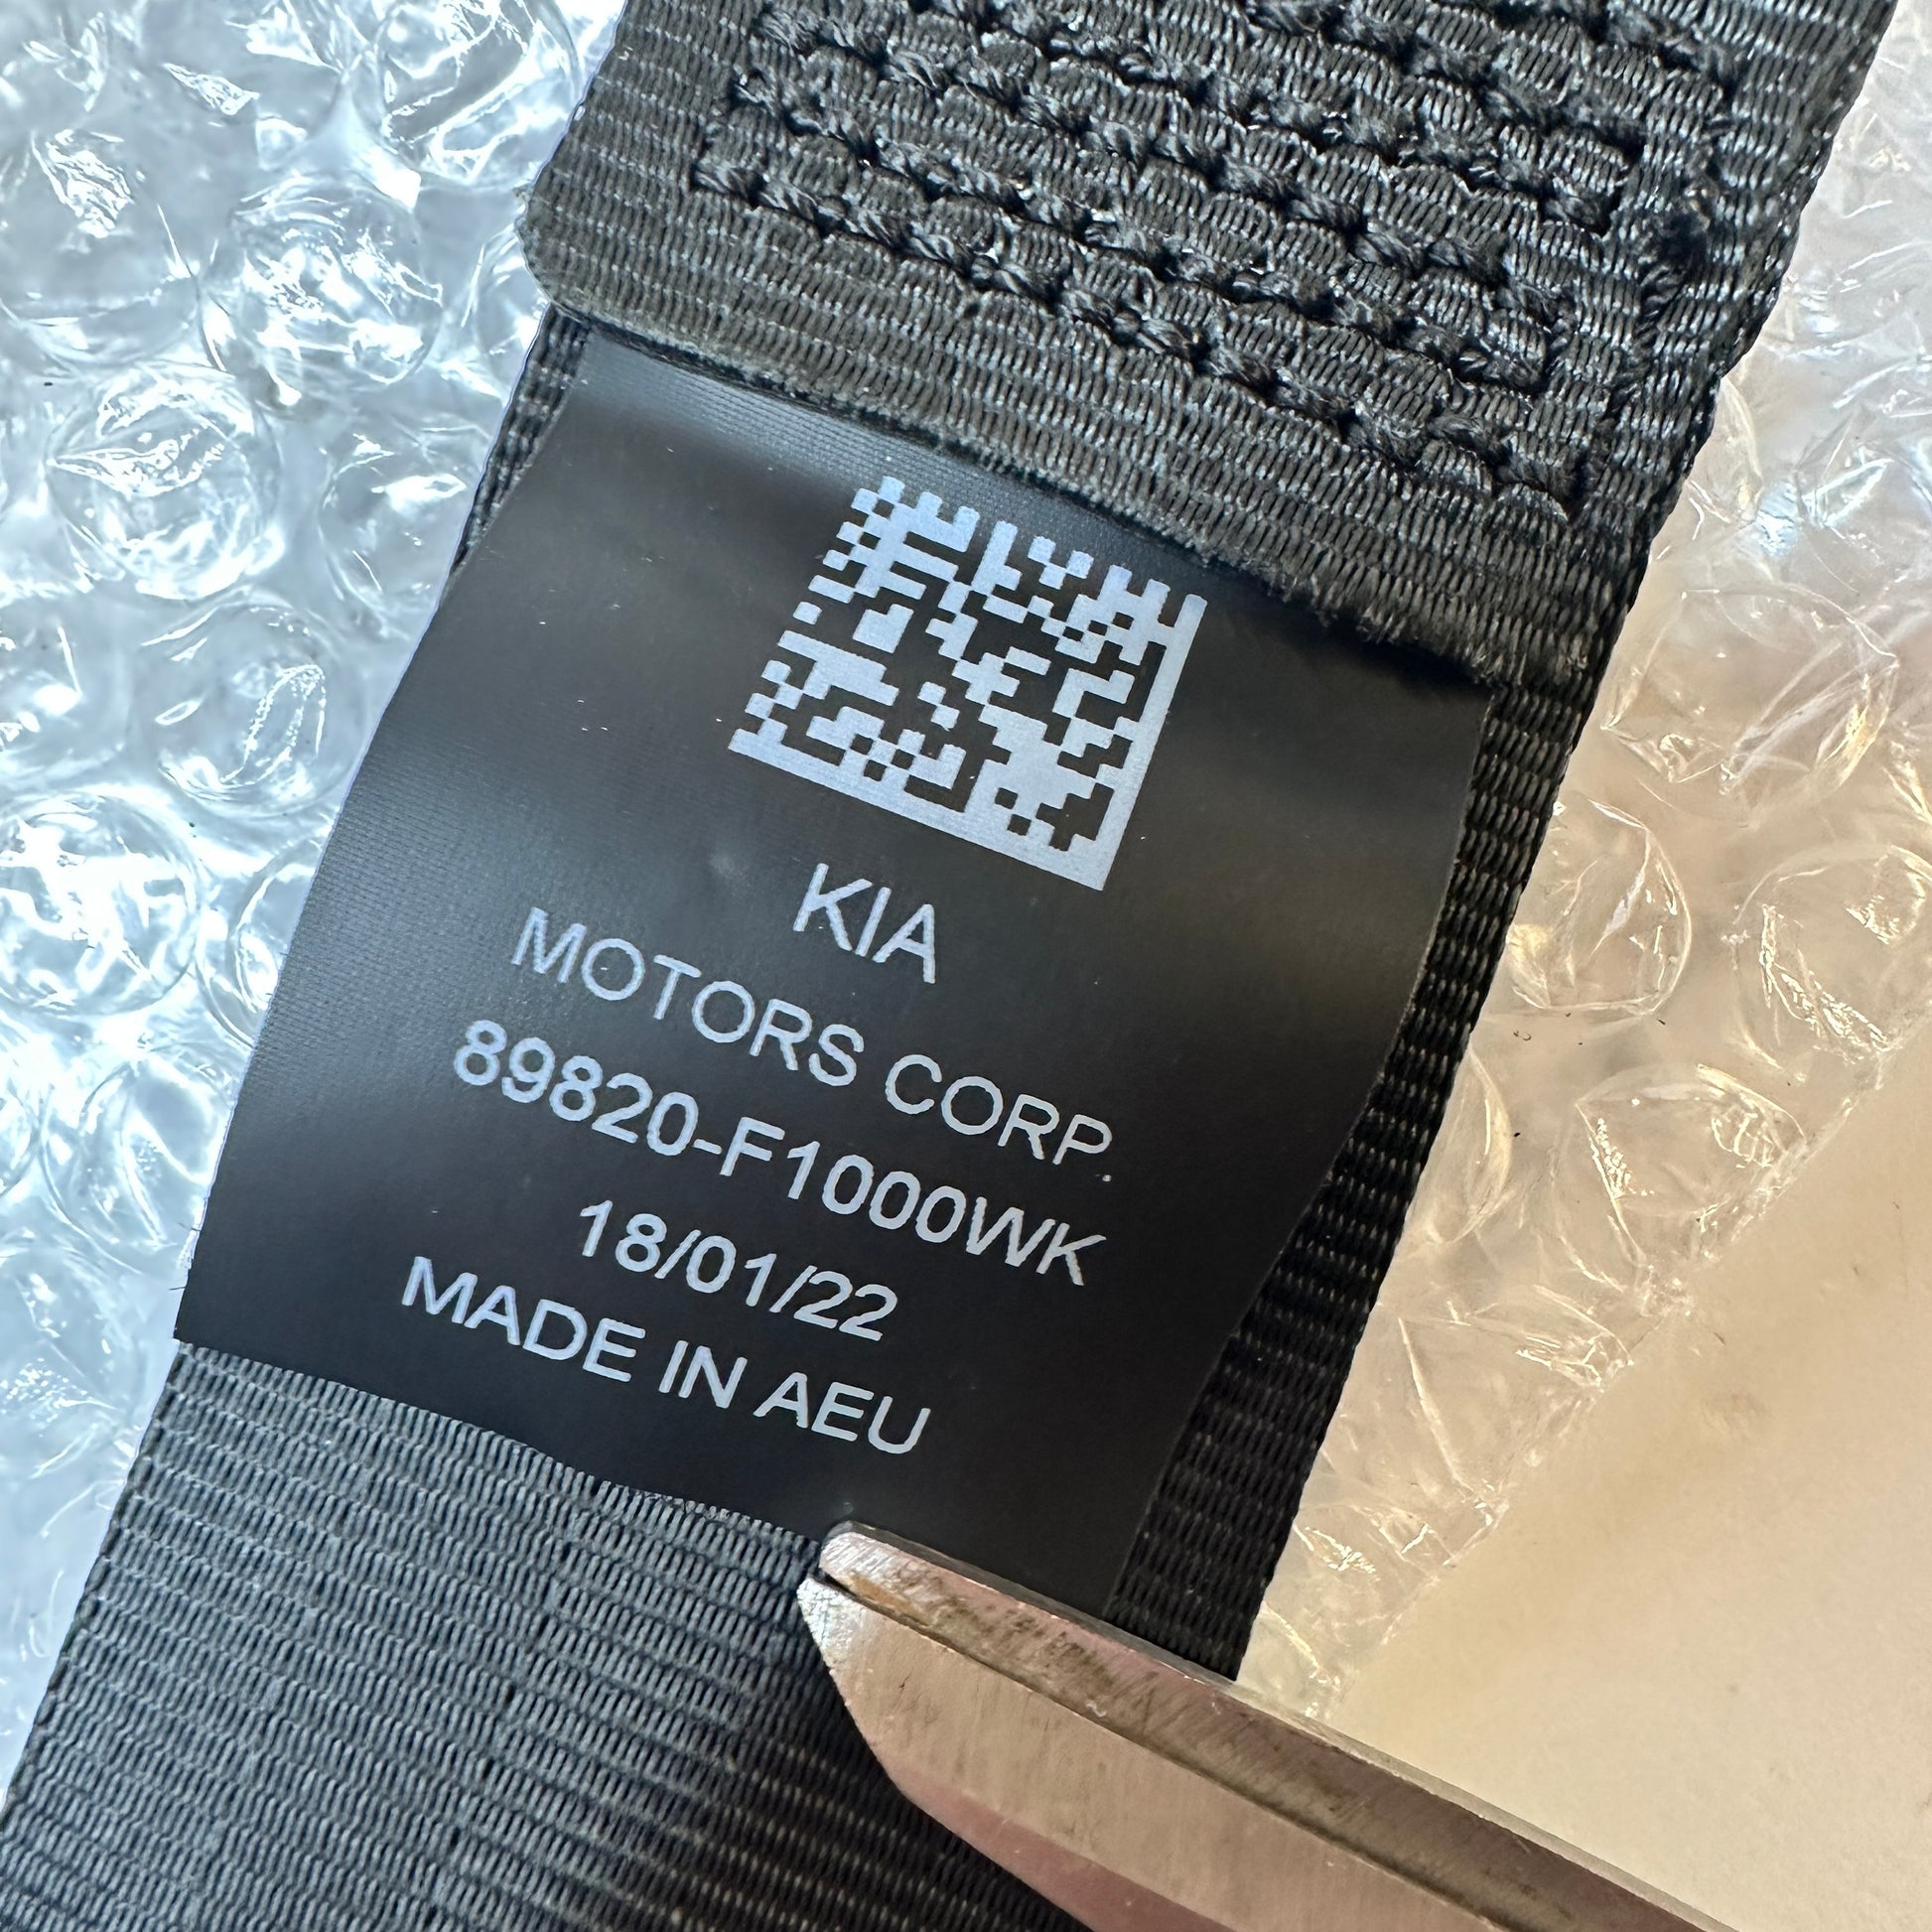 KIA
MOTORS CORP.
89820-F1000WK
18/01/22
MADE IN AEU